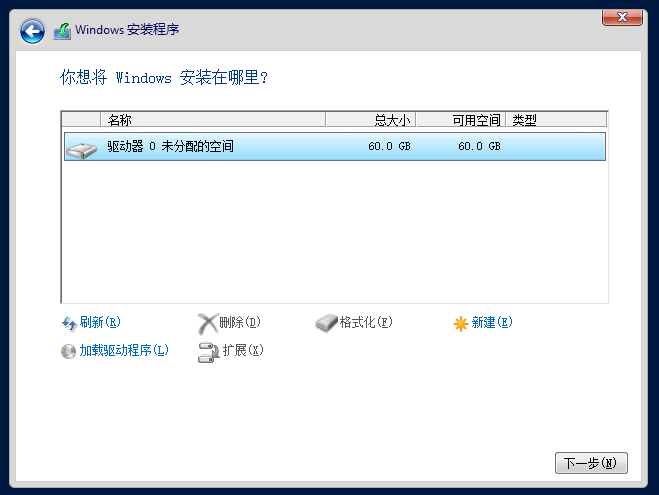 Windows 安装程序
你想将 Windows 安装在哪里?
名称 总大小 可用空间 类型
驱动器 0 未分配的空间 60.0 GB 60.0 GB
刷新(R) 删除(D) 格式化(F) 新建(E)
加载驱动程序(L) 扩展(X)
下一步(N)